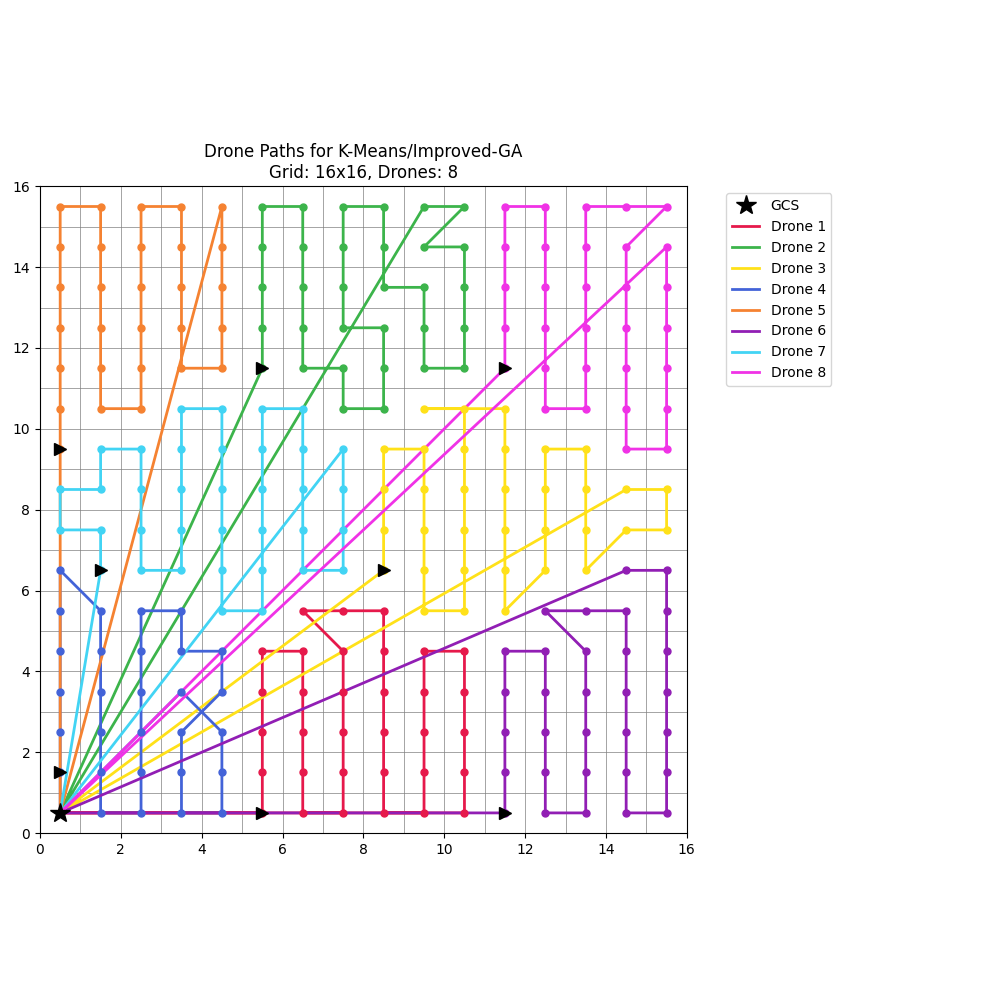 Drone Paths for K-Means/Improved-GA
Grid: 16x16, Drones: 8
16
14
12
10
8
6
4
2
0
0 2 4 6 8 10 12 14 16
GCS
Drone 1
Drone 2
Drone 3
Drone 4
Drone 5
Drone 6
Drone 7
Drone 8